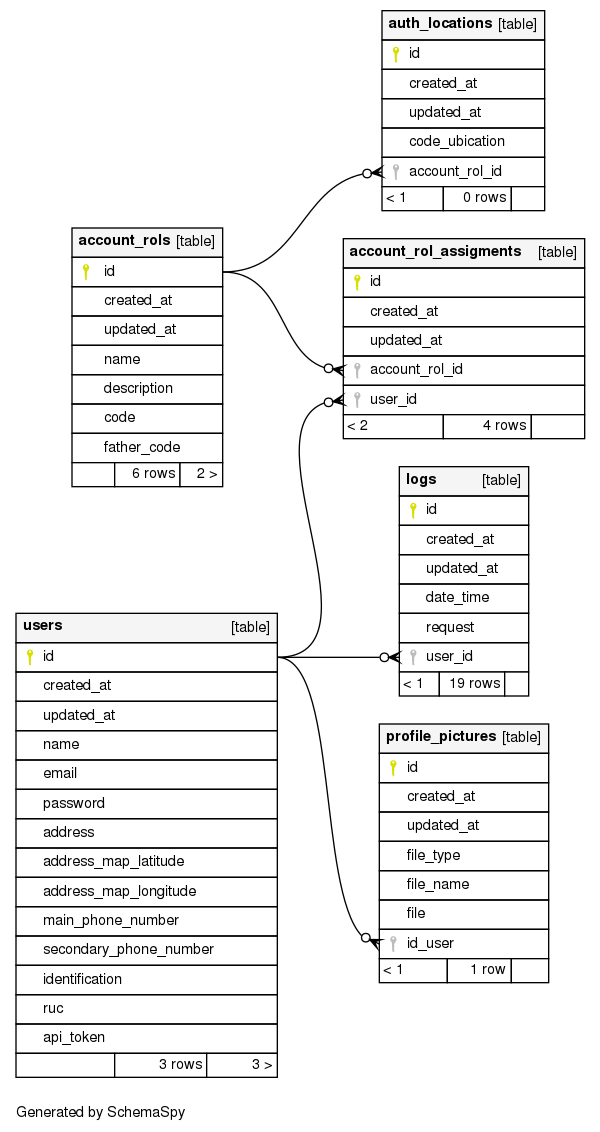 auth_locations [table]
id
created_at
updated_at
code_ubication
account_rol_id
< 1 0 rows
account_rols [table]
id
created_at
updated_at
name
description
code
father_code
6 rows 2 >
account_rol_assigments [table]
id
created_at
updated_at
account_rol_id
user_id
< 2 4 rows
logs [table]
id
created_at
updated_at
date_time
request
user_id
< 1 19 rows
users [table]
id
created_at
updated_at
name
email
password
address
address_map_latitude
address_map_longitude
main_phone_number
secondary_phone_number
identification
ruc
api_token
3 rows 3 >
profile_pictures [table]
id
created_at
updated_at
file_type
file_name
file
id_user
< 1 1 row
Generated by SchemaSpy